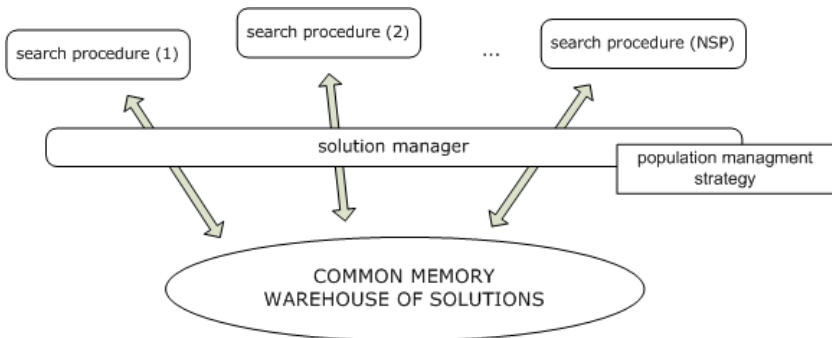 search procedure (1)
search procedure (2)
...
search procedure (NSP)
solution manager
population managment
strategy
COMMON MEMORY
WAREHOUSE OF SOLUTIONS